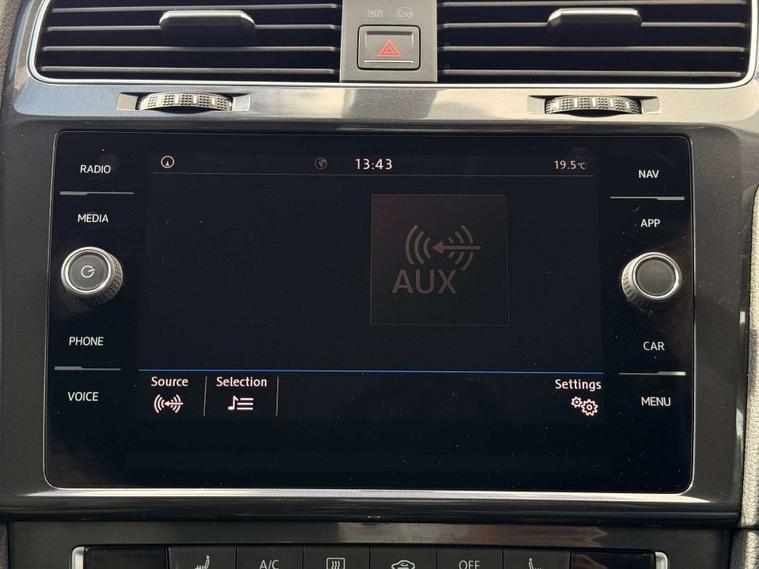 RADIO
MEDIA
PHONE
VOICE
13:43
19.5°C
AUX
Source
Selection
Settings
NAV
APP
CAR
MENU
A/C
OFF